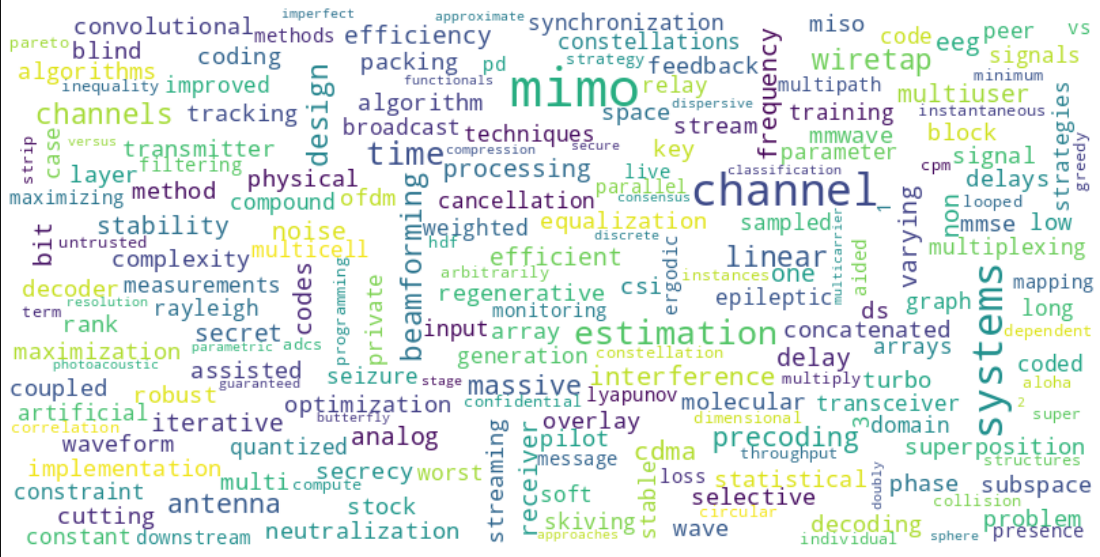 imperfect
approximate
convolutional
methods
efficiency
synchronization
miso
code
eeg
peer
vs
pareto
blind
coding
constellations
packing
pd
strategy
feedback
frequency
wiretap
signals
algorithms
inequality
improved
design
functionals
mimo
relay
multipath
minimum
multiuser
channels
tracking
algorithm
space
dispersive
training
instantaneous
strategies
strip
case
versus
transmitter
broadcast
techniques
secure
stream
key
mmwave
parameter
block
greedy
filtering
layer
physical
time
compression
processing
live
parallel
consensus
classification
channel
1
cpm
signal
delays
maximizing
method
compound
ofdm
beamforming
cancellation
varying
non
looped
mmse
low
bit
stability
noise
weighted
equalization
sampled
multicarrier
aided
untrusted
complexity
multicell
hdf
discrete
ergodic
linear
multiplexing
decoder
measurements
codes
programming
private
efficient
arbitrarily
regenerative
csi
instances
one
epileptic
systems
mapping
resolution
term
rayleigh
monitoring
ds
graph
long
rank
secret
input
array
estimation
concatenated
dependent
maximization
parametric
adcs
generation
constellation
delay
arrays
photoacoustic
assisted
seizure
stage
massive
interference
multiply
turbo
coded
coupled
robust
guaranteed
confidential
lyapunov
molecular
transceiver
aloha
2
artificial
optimization
butterfly
overlay
dimensional
3
domain
super
correlation
iterative
analog
streaming
receiver
pilot
precoding
superposition
waveform
quantized
message
cdma
throughput
structures
implementation
multi
compute
secrecy
worst
stable
loss
statistical
doubly
phase
subspace
constraint
antenna
stock
soft
selective
collision
cutting
skiving
circular
problem
constant
downstream
neutralization
approaches
wave
decoding
individual
sphere
presence